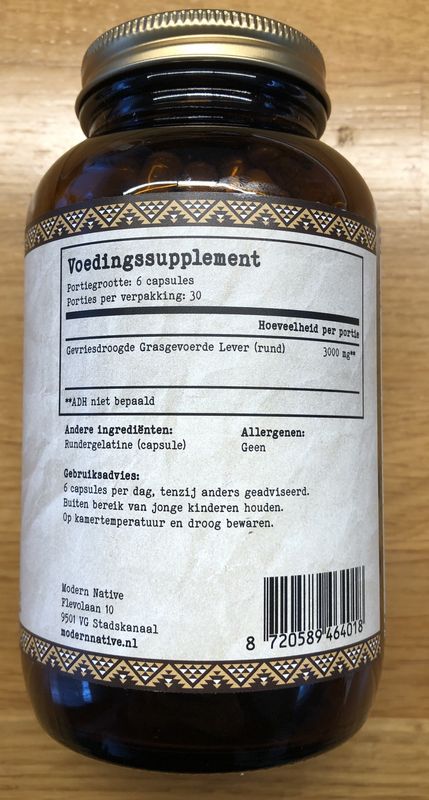 Voedingssupplement
Portiegrootte: 6 capsules
Porties per verpakking: 30
Hoeveelheid per portie
Gevriesdroogde Grasgevoerde Lever (rund) 3000 mg**
**ADH niet bepaald
Andere ingrediënten:
Rundergelatine (capsule)
Allergenen:
Geen
Gebruiksadvies:
6 capsules per dag, tenzij anders geadviseerd.
Buiten bereik van jonge kinderen houden.
Op kamertemperatuur en droog bewaren.
Modern Native
Flevolaan 10
9501 VG Stadskanaal
modernnative.nl
8 720589 464018